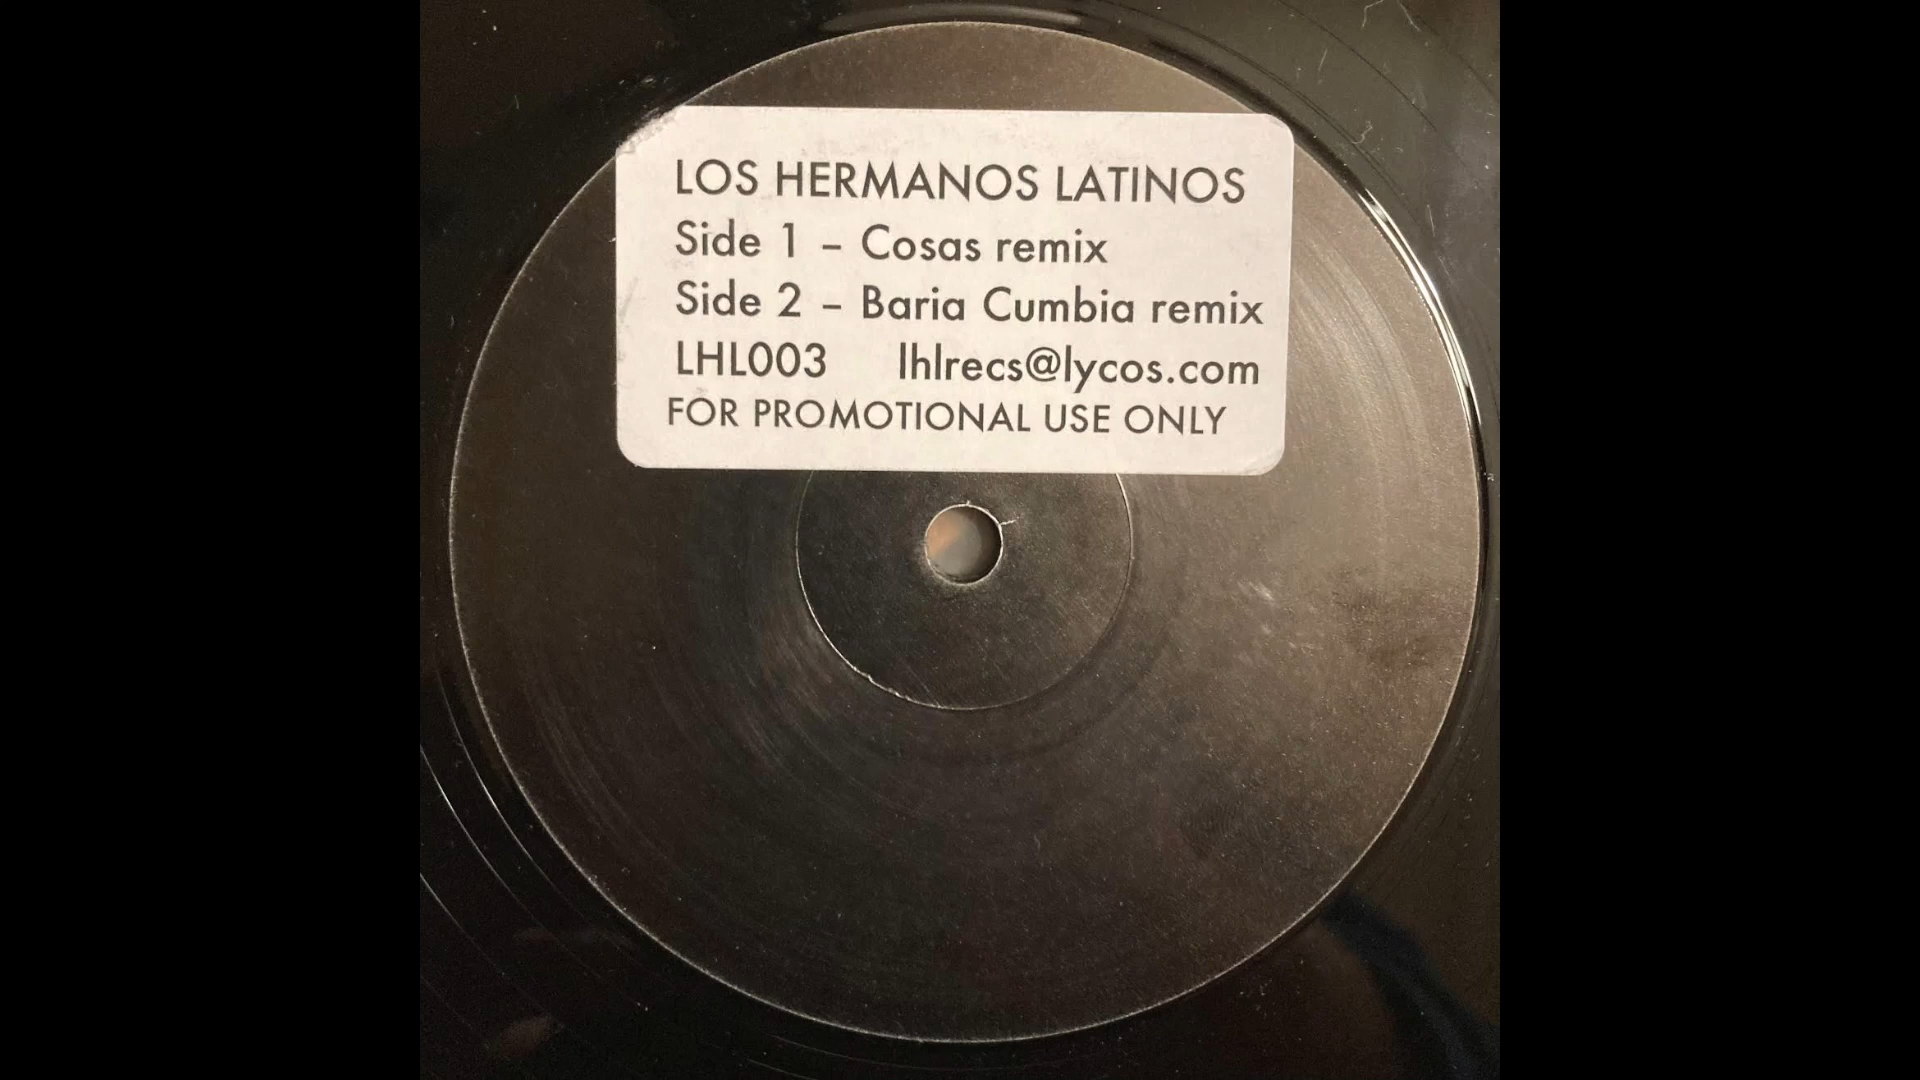 LOS HERMANOS LATINOS
Side 1 – Cosas remix
Side 2 – Baria Cumbia remix
LHL003 lhlrecs@lycos.com
FOR PROMOTIONAL USE ONLY